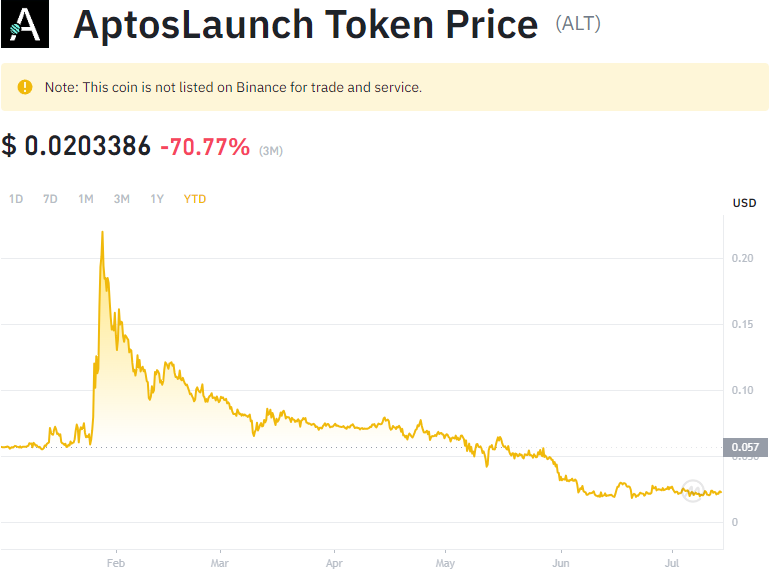 AptosLaunch Token Price (ALT)
Note: This coin is not listed on Binance for trade and service.
$ 0.0203386 -70.77% (3M)
1D 7D 1M 3M 1Y YTD
USD
0.20
0.15
0.10
0.057
0
Feb Mar Apr May Jun Jul